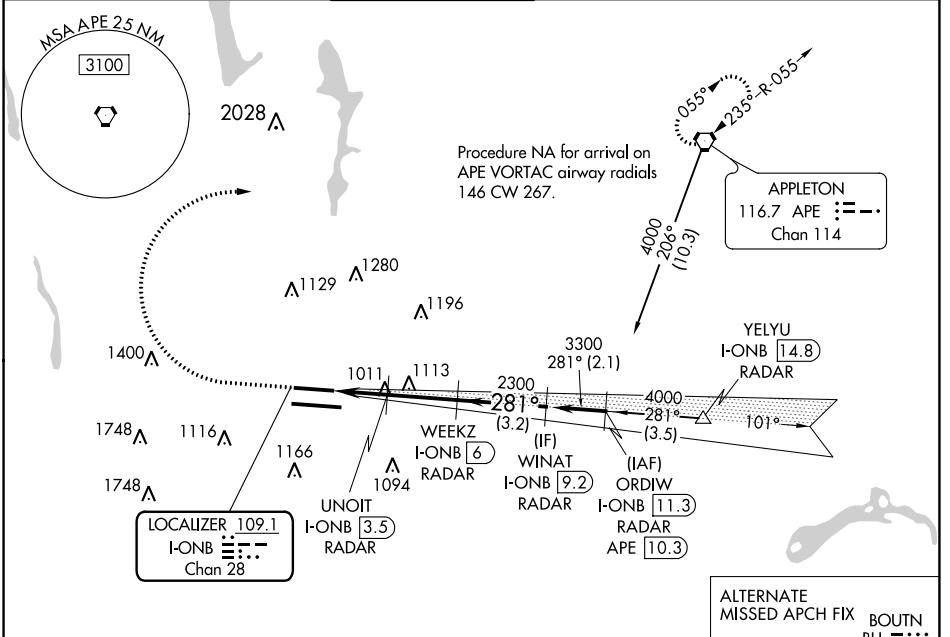 MSA APE 25 NM
3100
2028
055°
235°
R-055
Procedure NA for arrival on
APE VORTAC airway radials
146 CW 267.
APPLETON
116.7 APE
Chan 114
4000
206°
(10.3)
1129
1280
1196
1400
1011
1113
3300
281° (2.1)
YELYU
I-ONB 14.8
RADAR
2300
281°
(3.2)
4000
281°
(3.5)
101°
1748
1116
1166
1094
1748
WEEKZ
I-ONB 6
RADAR
(IF)
WINAT
I-ONB 9.2
RADAR
(IAF)
ORDIW
I-ONB 11.3
RADAR
APE 10.3
UNOIT
I-ONB 3.5
RADAR
LOCALIZER 109.1
I-ONB
Chan 28
ALTERNATE
MISSED APCH FIX
BOUTN